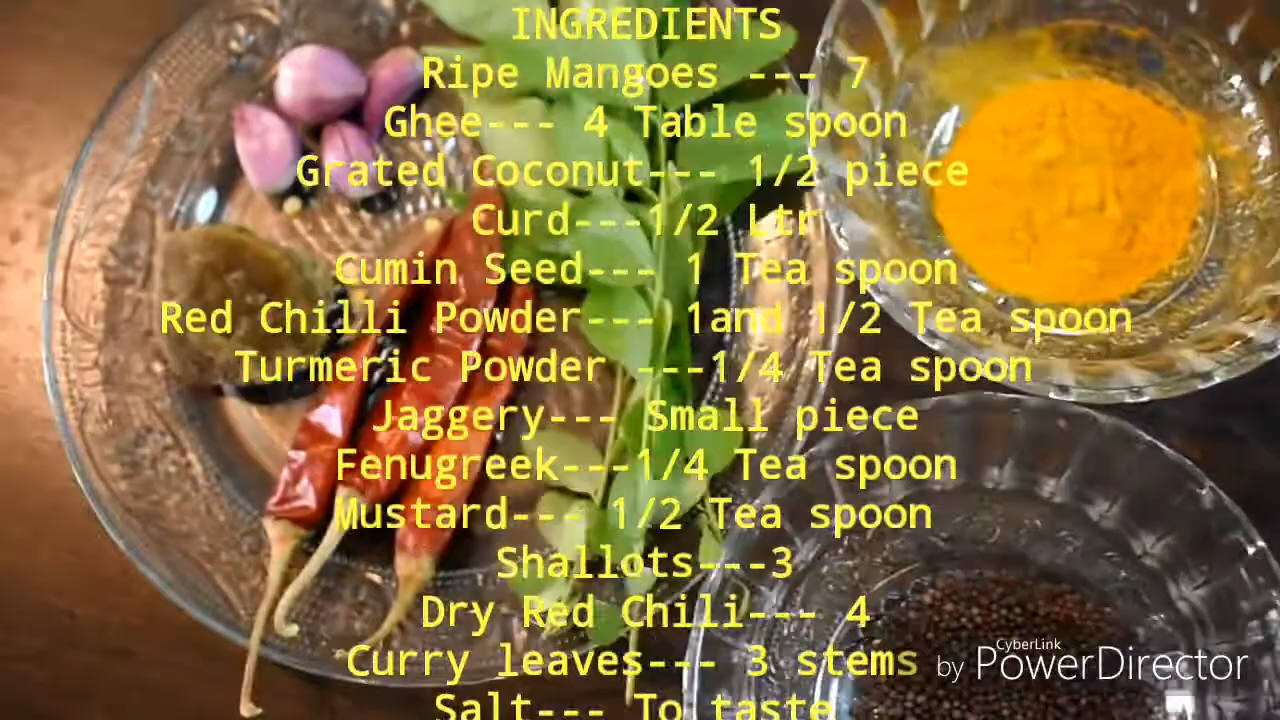 INGREDIENTS
Ripe Mangoes --- 7
Ghee--- 4 Table spoon
Grated Coconut--- 1/2 piece
Curd---1/2 Ltr
Cumin Seed--- 1 Tea spoon
Red Chilli Powder--- 1and 1/2 Tea spoon
Turmeric Powder ---1/4 Tea spoon
Jaggery--- Small piece
Fenugreek---1/4 Tea spoon
Mustard--- 1/2 Tea spoon
Shallots---3
Dry Red Chili--- 4
Curry leaves--- 3 stems
Salt--- To taste
CyberLink
by PowerDirector